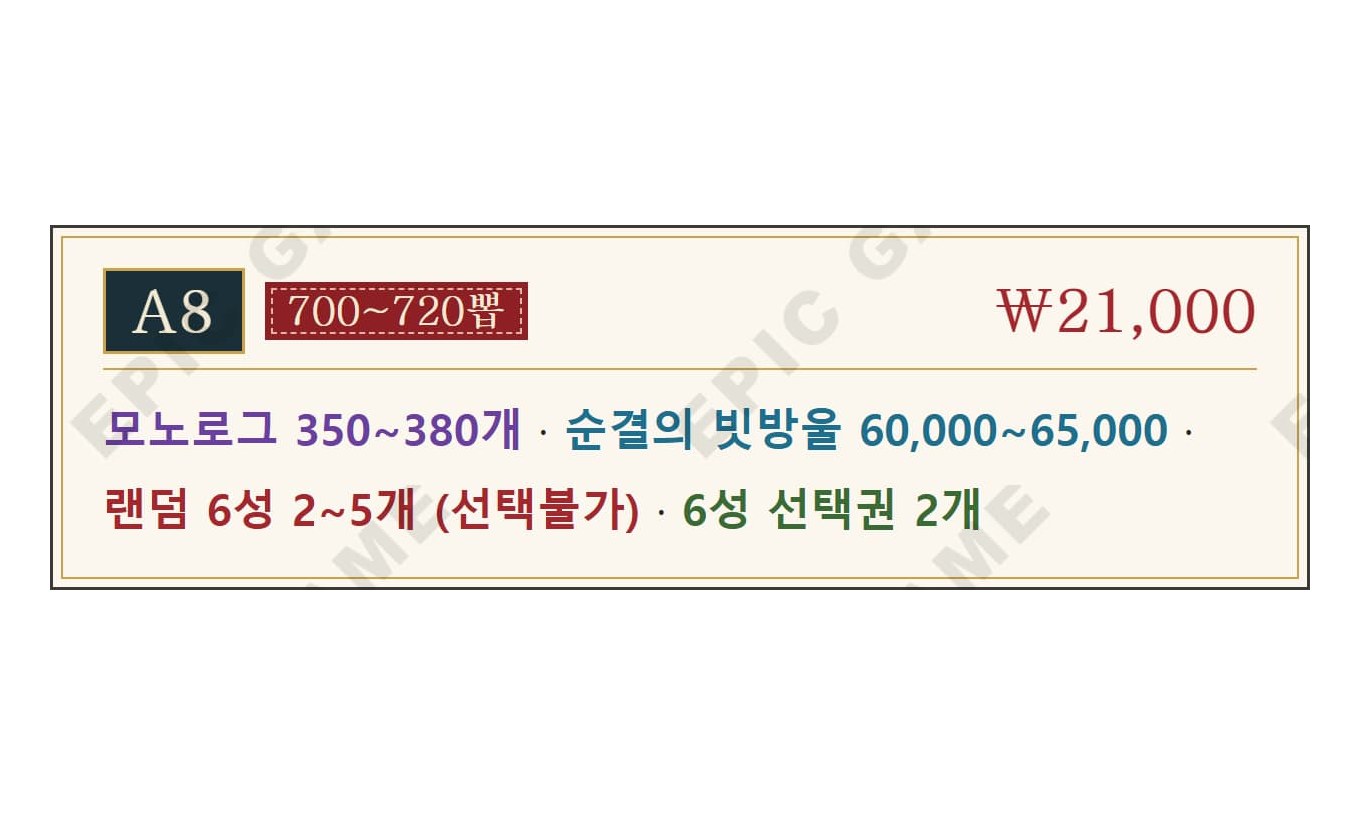 A8 700~720뽑 ₩21,000
모노로그 350~380개 · 순결의 빗방울 60,000~65,000 ·
랜덤 6성 2~5개 (선택불가) · 6성 선택권 2개
EPIC GAME